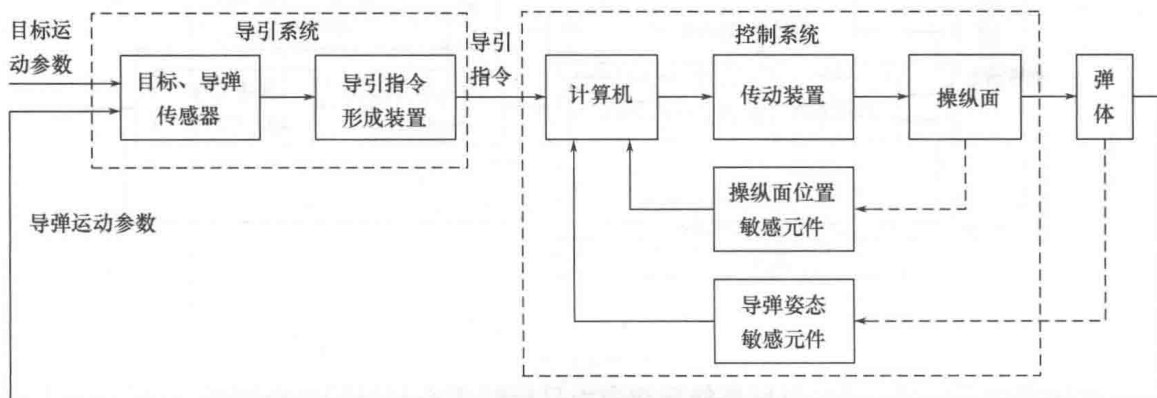 目标运
动参数
导引系统
目标、导弹
传感器
导引指令
形成装置
导引
指令
控制系统
计算机
传动装置
操纵面
弹
体
操纵面位置
敏感元件
导弹运动参数
导弹姿态
敏感元件